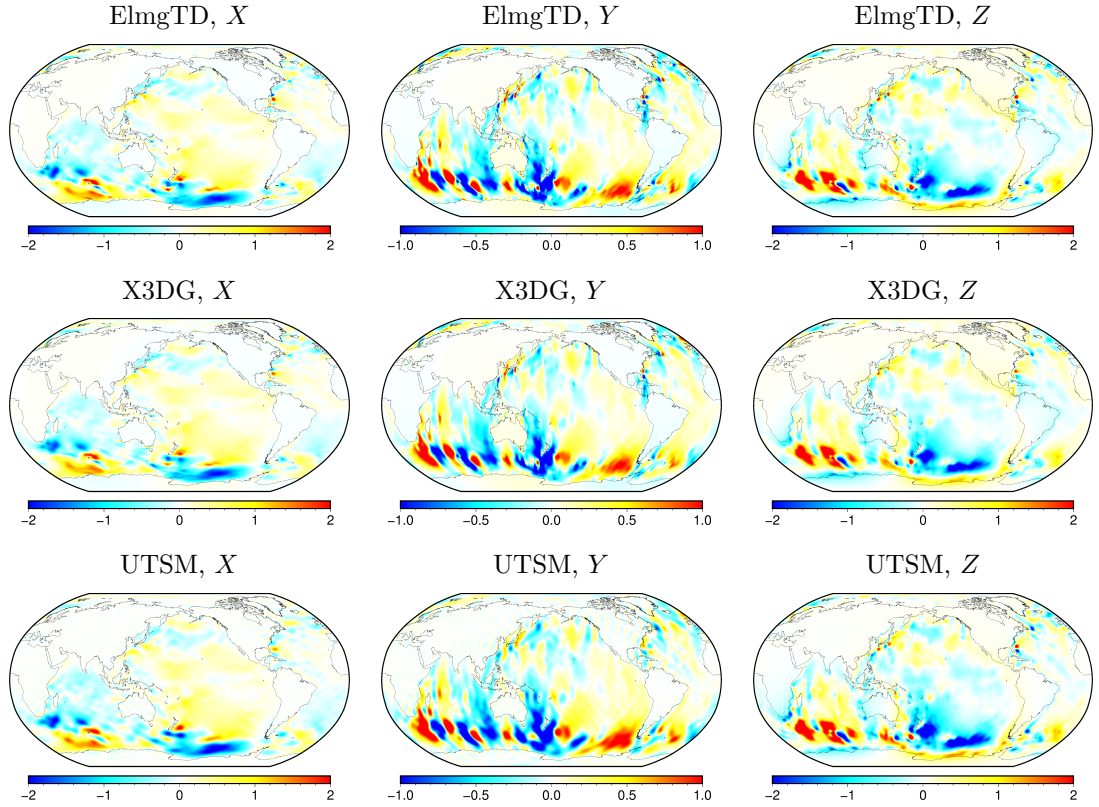 ElmgTD, X
ElmgTD, Y
ElmgTD, Z
−2 −1 0 1 2
−1.0 −0.5 0.0 0.5 1.0
−2 −1 0 1 2
X3DG, X
X3DG, Y
X3DG, Z
−2 −1 0 1 2
−1.0 −0.5 0.0 0.5 1.0
−2 −1 0 1 2
UTSM, X
UTSM, Y
UTSM, Z
−2 −1 0 1 2
−1.0 −0.5 0.0 0.5 1.0
−2 −1 0 1 2